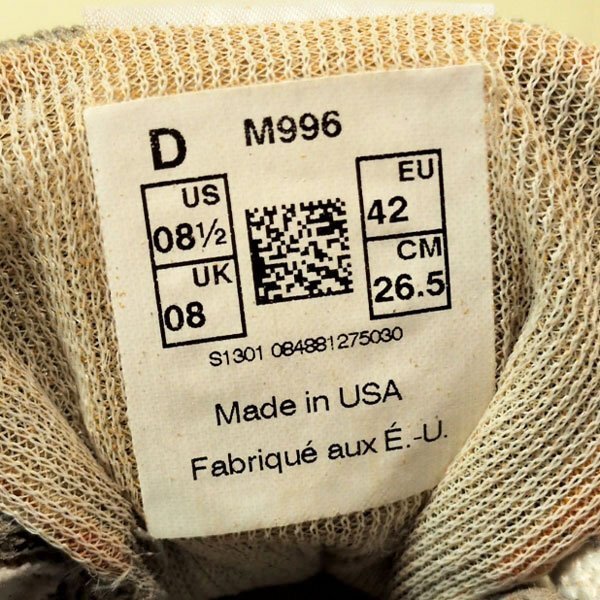 D M996
US
08½
UK
08
EU
42
CM
26.5
S1301 084881275030
Made in USA
Fabriqué aux É.-U.